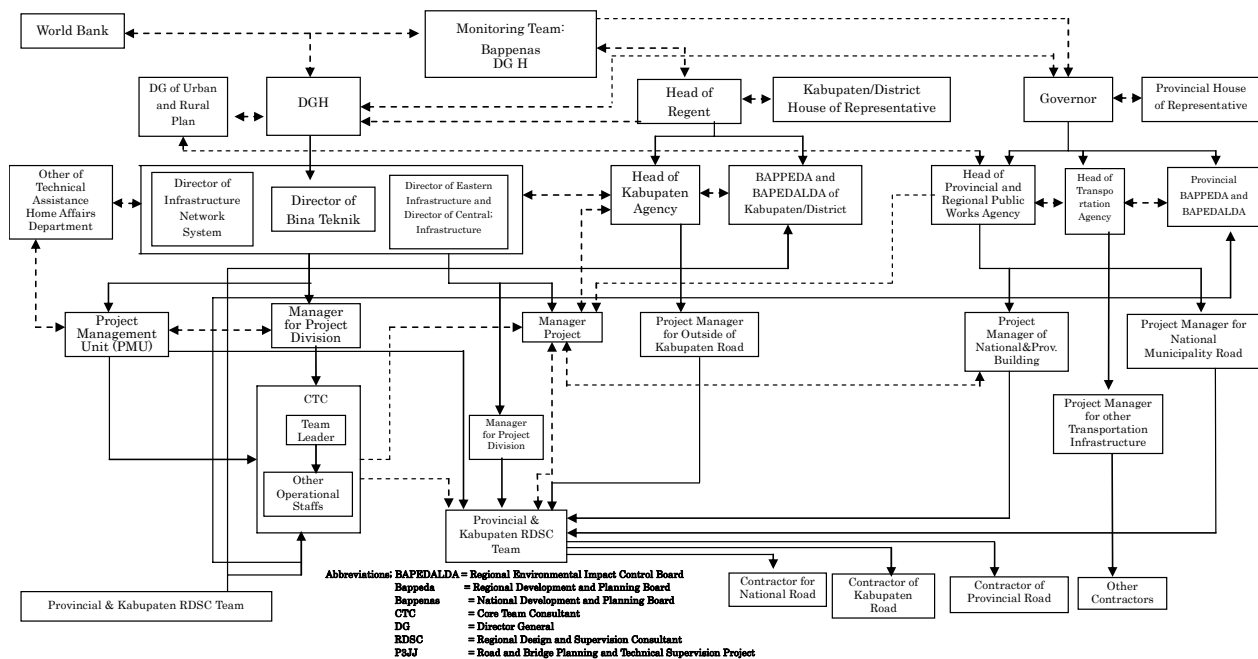 World Bank
Monitoring Team:
Bappenas
DG H
DG of Urban
and Rural
Plan
DGH
Head of
Regent
Kabupaten/District
House of Representative
Governor
Provincial House
of Representative
Other of
Technical
Assistance
Home Affairs
Department
Director of
Infrastructure
Network
System
Director of
Bina Teknik
Director of Eastern
Infrastructure and
Director of Central;
Infrastructure
Head of
Kabupaten
Agency
BAPPEDA and
BAPEDALDA of
Kabupaten/District
Head of
Provincial and
Regional Public
Works Agency
Head of
Transpo
rtation
Agency
Provincial
BAPPEDA and
BAPEDALDA
Project
Management
Unit (PMU)
Manager
for Project
Division
Manager
Project
Project Manager
for Outside of
Kabupaten Road
Project
Manager of
National&Prov.
Building
Project Manager for
National
Municipality Road
CTC
Team
Leader
Other
Operational
Staffs
Manager
for Project
Division
Project Manager
for other
Transportation
Infrastructure
Provincial &
Kabupaten RDSC
Team
Contractor for
National Road
Contractor of
Kabupaten
Road
Contractor of
Provincial Road
Other
Contractors
Provincial & Kabupaten RDSC Team
Abbreviations; BAPEDALDA = Regional Environmental Impact Control Board
Bappeda = Regional Development and Planning Board
Bappenas = National Development and Planning Board
CTC = Core Team Consultant
DG = Director General
RDSC = Regional Design and Supervision Consultant
P3JJ = Road and Bridge Planning and Technical Supervision Project